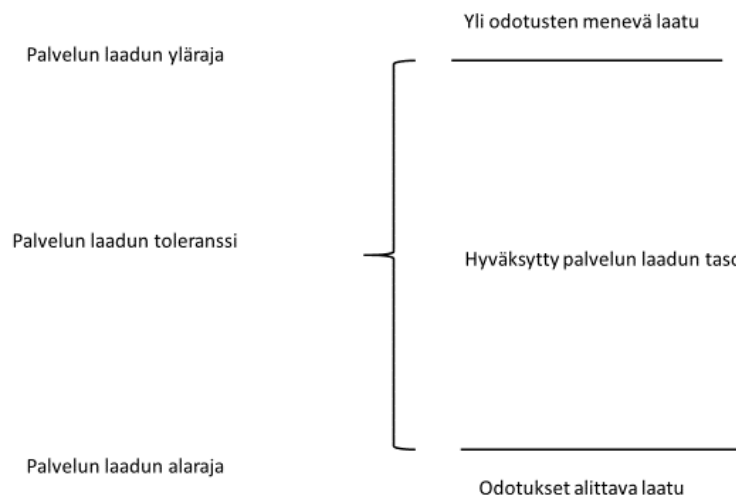 Yli odotusten menevä laatu
Palvelun laadun yläraja
Palvelun laadun toleranssi
Hyväksytty palvelun laadun taso
Palvelun laadun alaraja
Odotukset alittava laatu